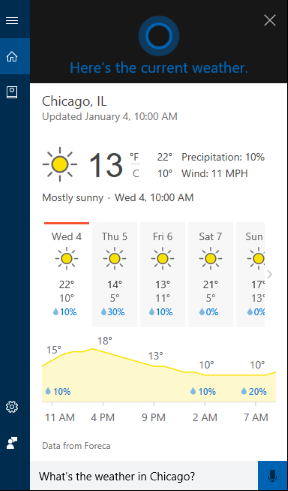 Here's the current weather.
Chicago, IL
Updated January 4, 10:00 AM
13 °F C 22° 10° Precipitation: 10% Wind: 11 MPH
Mostly sunny · Wed 4, 10:00 AM
Wed 4 Thu 5 Fri 6 Sat 7 Sun
22° 14° 13° 21° 17°
10° 5° 11° 5° 13°
10% 30% 10% 0% 0%
15° 18° 13° 10° 10°
10% 10% 20%
11 AM 4 PM 9 PM 2 AM 7 AM
Data from Foreca
What's the weather in Chicago?